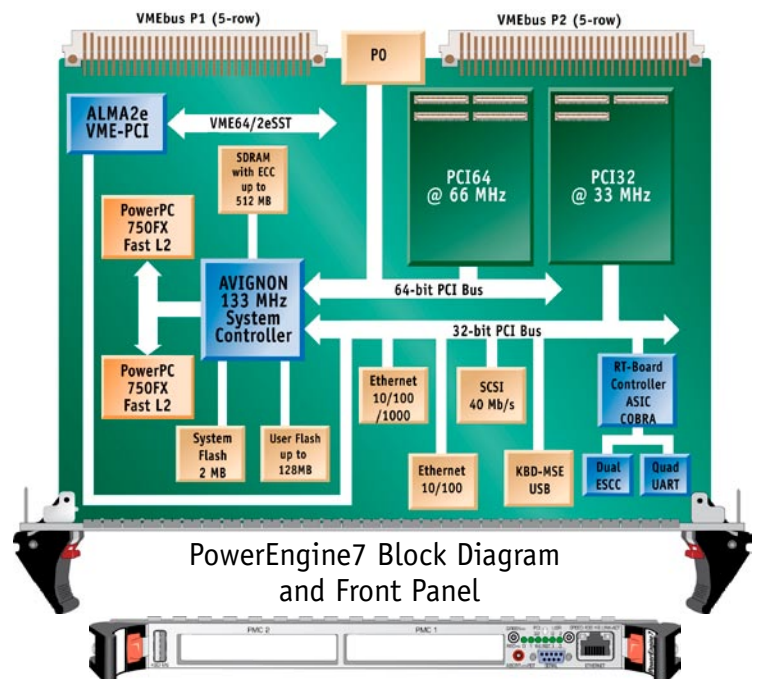 VMEbus P1 (5-row)
VMEbus P2 (5-row)
P0
ALMA2e
VME-PCI
VME64/2eSST
SDRAM
with ECC
up to
512 MB
PCI64
@ 66 MHz
PCI32
@ 33 MHz
PowerPC
750FX
Fast L2
AVIGNON
133 MHz
System
Controller
64-bit PCI Bus
32-bit PCI Bus
PowerPC
750FX
Fast L2
Ethernet
10/100
/1000
SCSI
40 Mb/s
RT-Board
Controller
ASIC
COBRA
System
Flash
2 MB
User Flash
up to
128MB
Ethernet
10/100
KBD-MSE
USB
Dual
ESCC
Quad
UART
PowerEngine7 Block Diagram
and Front Panel
PMC 2
PMC 1
SERIAL
ETHERNET
PowerEngine7